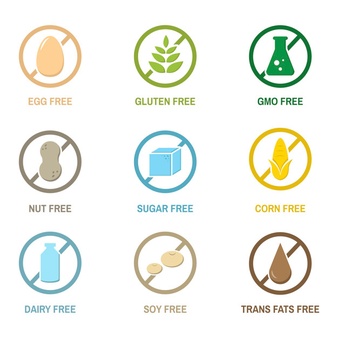 EGG FREE
GLUTEN FREE
GMO FREE
NUT FREE
SUGAR FREE
CORN FREE
DAIRY FREE
SOY FREE
TRANS FATS FREE